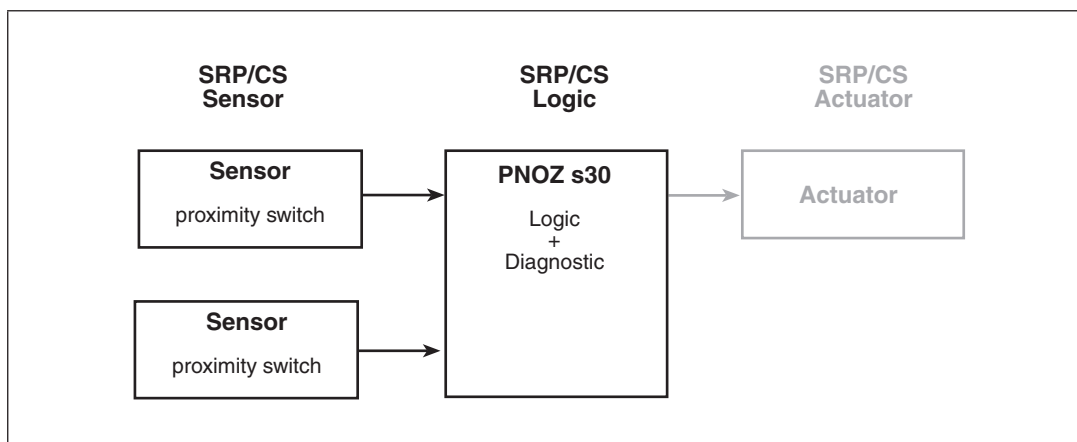 SRP/CS
Sensor
SRP/CS
Logic
SRP/CS
Actuator
Sensor
proximity switch
PNOZ s30
Logic
+
Diagnostic
Actuator
Sensor
proximity switch